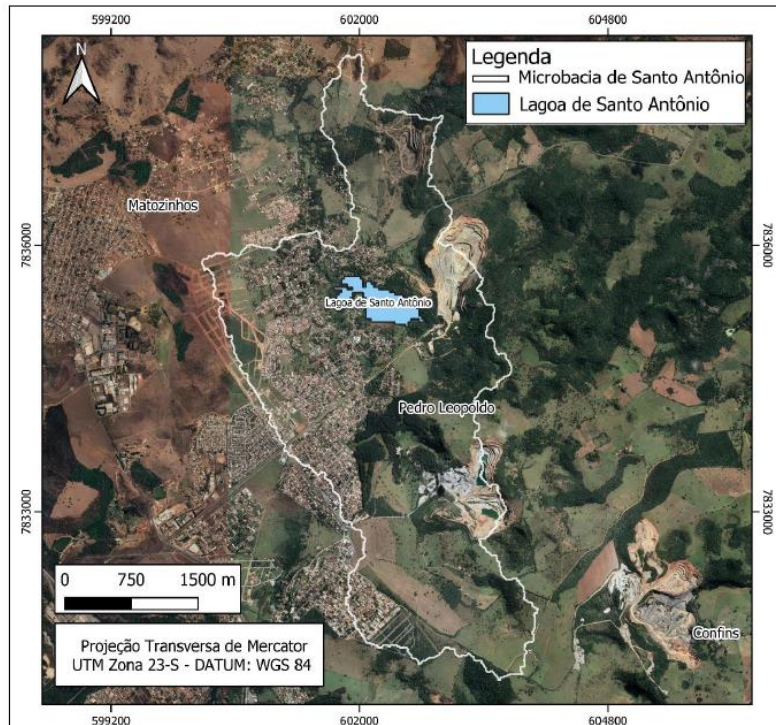 599200 602000 604800
N
Legenda
Microbacia de Santo Antônio
Lagoa de Santo Antônio
Matozinhos
7836000 7836000
Lagoa de Santo Antônio
Pedro Leopoldo
7833000 7833000
0 750 1500 m
Confins
Projeção Transversa de Mercator
UTM Zona 23-S - DATUM: WGS 84
599200 602000 604800